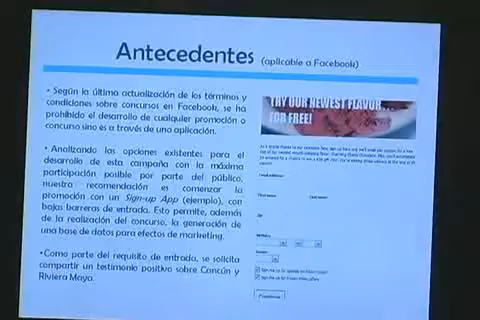 Antecedentes (aplicable a Facebook)
• Según la última actualización de los términos y
condiciones sobre concursos en Facebook, se ha
prohibido el desarrollo de cualquier promoción o
concurso sino es a través de una aplicación.
• Analizando las opciones existentes para el
desarrollo de esta campaña con la máxima
participación posible por parte del público,
nuestra recomendación es comenzar la
promoción con un Sign-up App (ejemplo), con
bajas barreras de entrada. Esto permite, además
de la realización del concurso, la generación de
una base de datos para efectos de marketing.
•Como parte del requisito de entrada, se solicita
compartir un testimonio positivo sobre Cancún y
Riviera Maya.
TRY OUR NEWEST FLAVOR
FOR FREE!